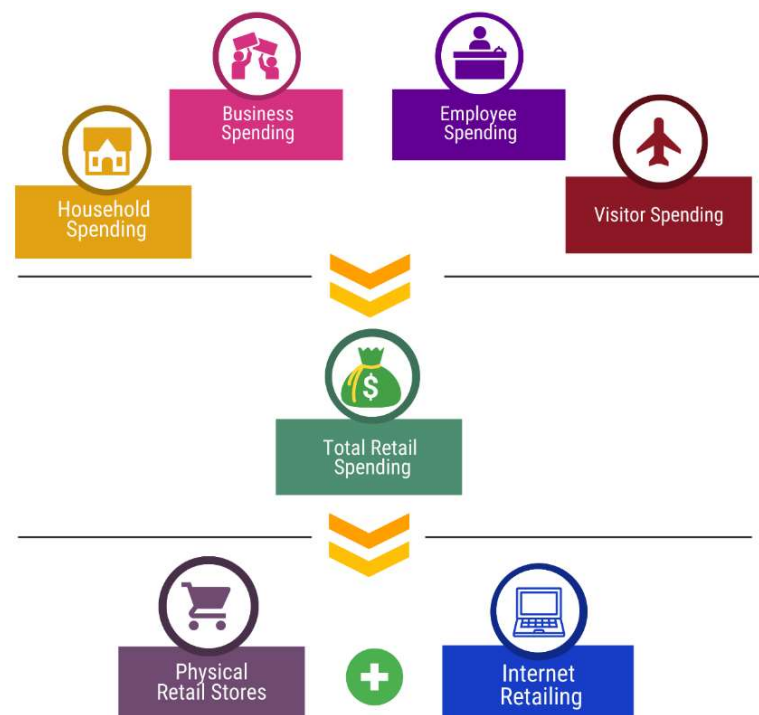 Business
Spending
Employee
Spending
Household
Spending
Visitor Spending
$
Total Retail
Spending
Physical
Retail Stores
Internet
Retailing